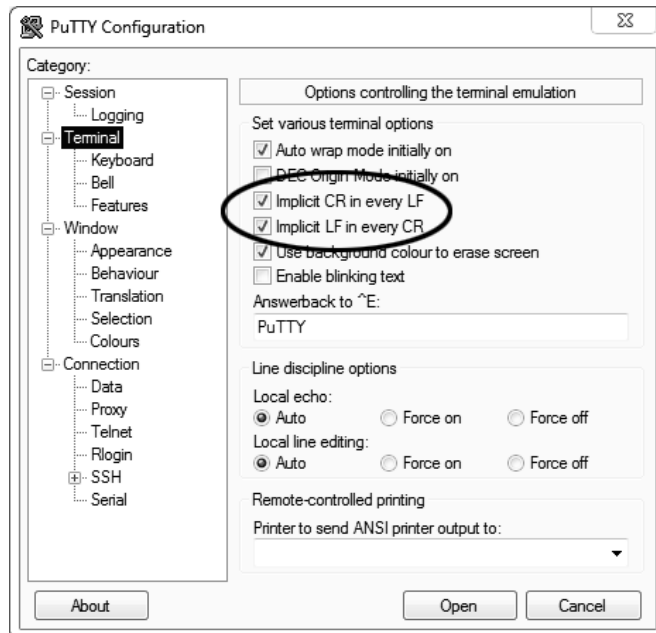 PuTTY Configuration
Category:
Session
Logging
Terminal
Keyboard
Bell
Features
Window
Appearance
Behaviour
Translation
Selection
Colours
Connection
Data
Proxy
Telnet
Rlogin
SSH
Serial
Options controlling the terminal emulation
Set various terminal options
Auto wrap mode initially on
DEC Origin Mode initially on
Implicit CR in every LF
Implicit LF in every CR
Use background colour to erase screen
Enable blinking text
Answerback to ^E:
PuTTY
Line discipline options
Local echo:
Auto Force on Force off
Local line editing:
Auto Force on Force off
Remote-controlled printing
Printer to send ANSI printer output to:
About Open Cancel